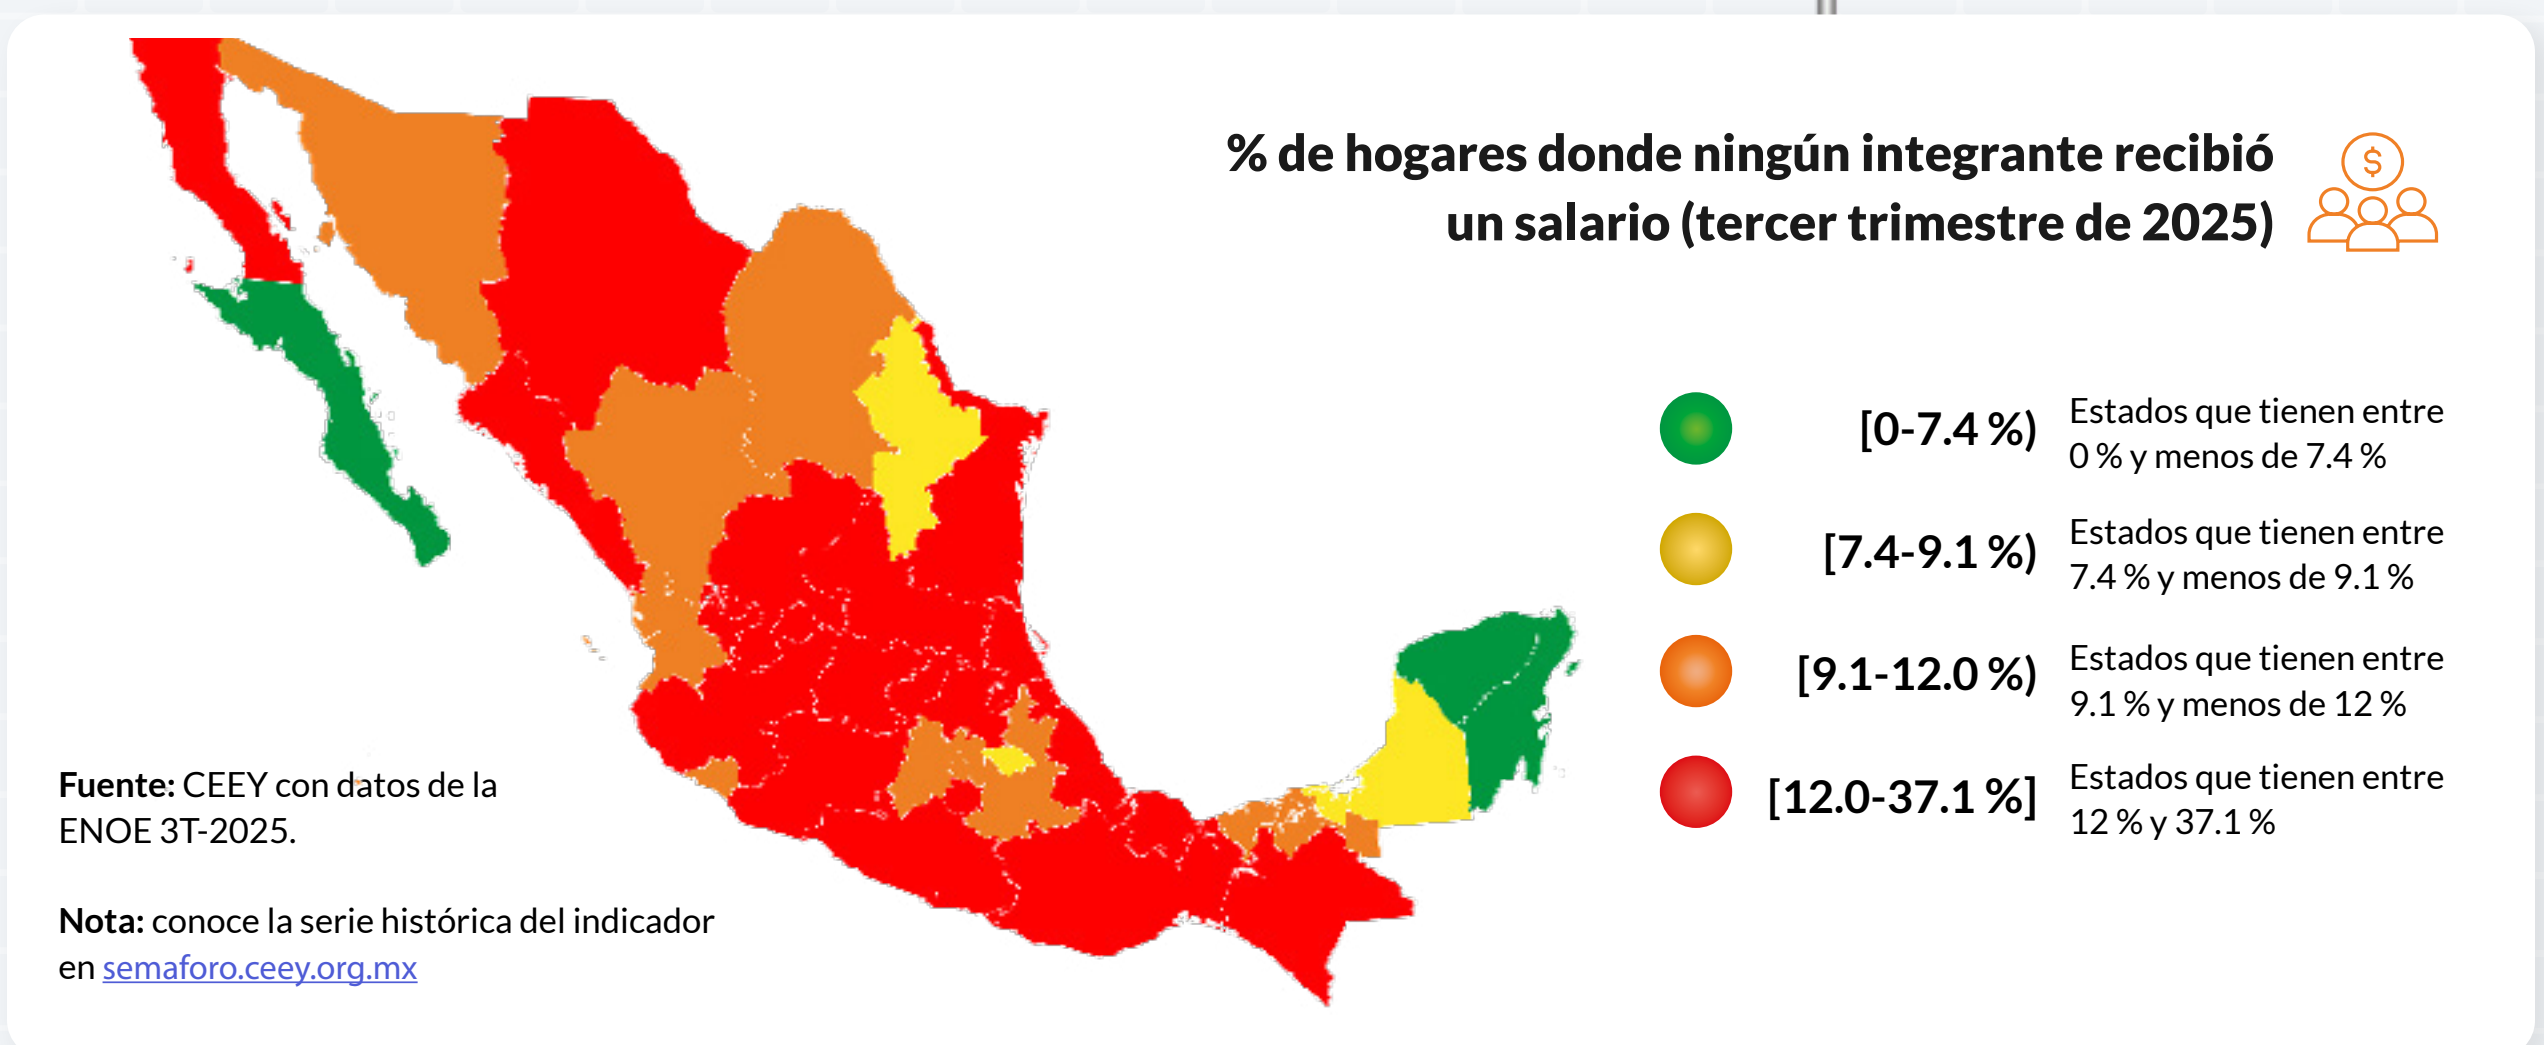 % de hogares donde ningún integrante recibió
un salario (tercer trimestre de 2025)
$
[0-7.4 %)
Estados que tienen entre
0 % y menos de 7.4 %
[7.4-9.1 %)
Estados que tienen entre
7.4 % y menos de 9.1 %
[9.1-12.0 %)
Estados que tienen entre
9.1 % y menos de 12 %
[12.0-37.1 %]
Estados que tienen entre
12 % y 37.1 %
Fuente: CEEY con datos de la
ENOE 3T-2025.
Nota: conoce la serie histórica del indicador
en semaforo.ceey.org.mx